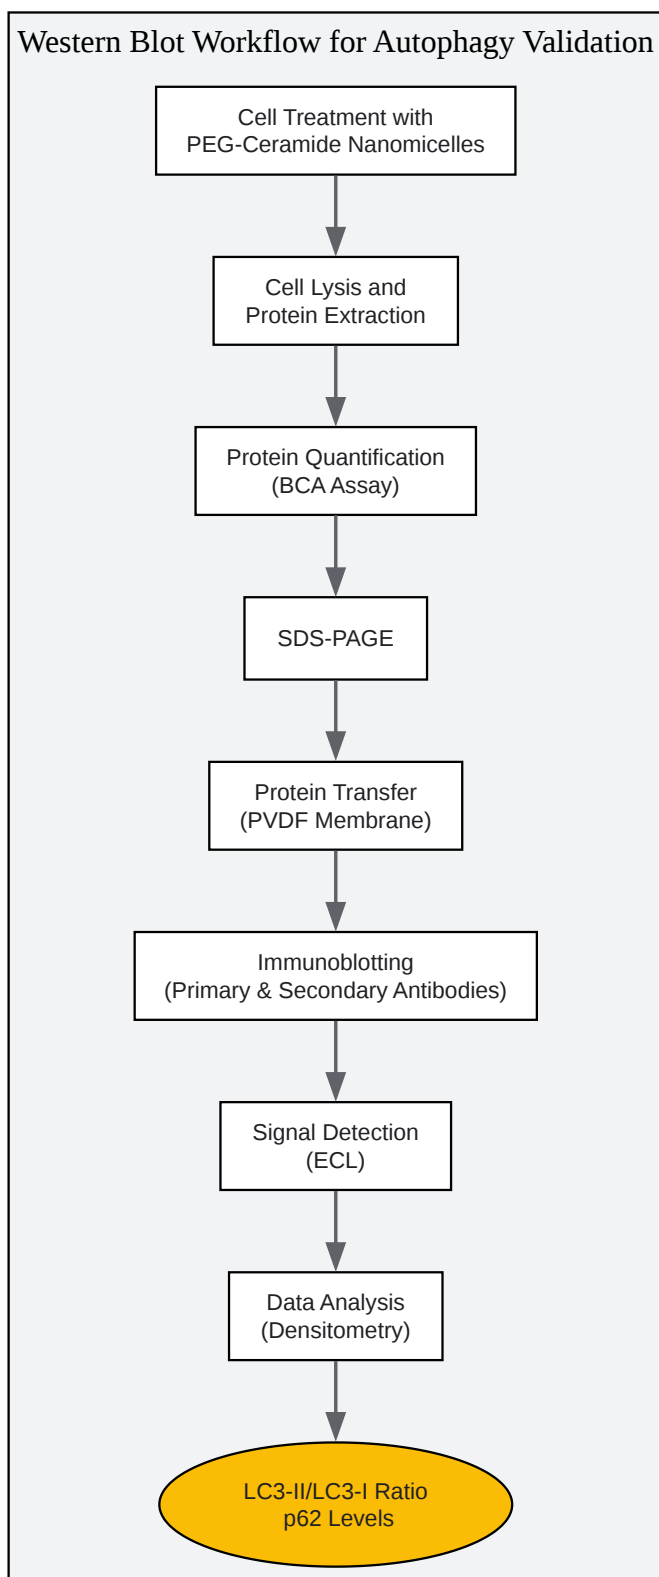 Western Blot Workflow for Autophagy Validation
Cell Treatment with
PEG-Ceramide Nanomicelles
Cell Lysis and
Protein Extraction
Protein Quantification
(BCA Assay)
SDS-PAGE
Protein Transfer
(PVDF Membrane)
Immunoblotting
(Primary & Secondary Antibodies)
Signal Detection
(ECL)
Data Analysis
(Densitometry)
LC3-II/LC3-I Ratio
p62 Levels